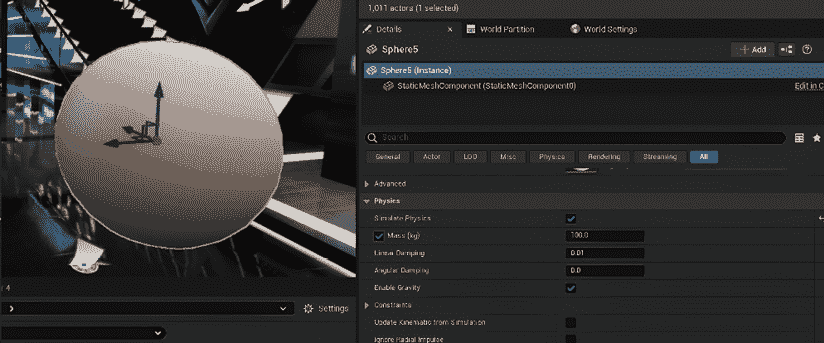 1,011 actors (1 selected)
Details
World Partition
World Settings
Sphere5
Add
Sphere5 (Instance)
StaticMeshComponent (StaticMeshComponent0)
Edit in C
Search
General
Actor
LOD
Misc
Physics
Rendering
Streaming
All
Advanced
Physics
Simulate Physics
Mass (kg)
100.0
Linear Damping
0.01
Angular Damping
0.0
Enable Gravity
Constraints
Update Kinematic from Simulation
Ignore Radial Impulse
Settings